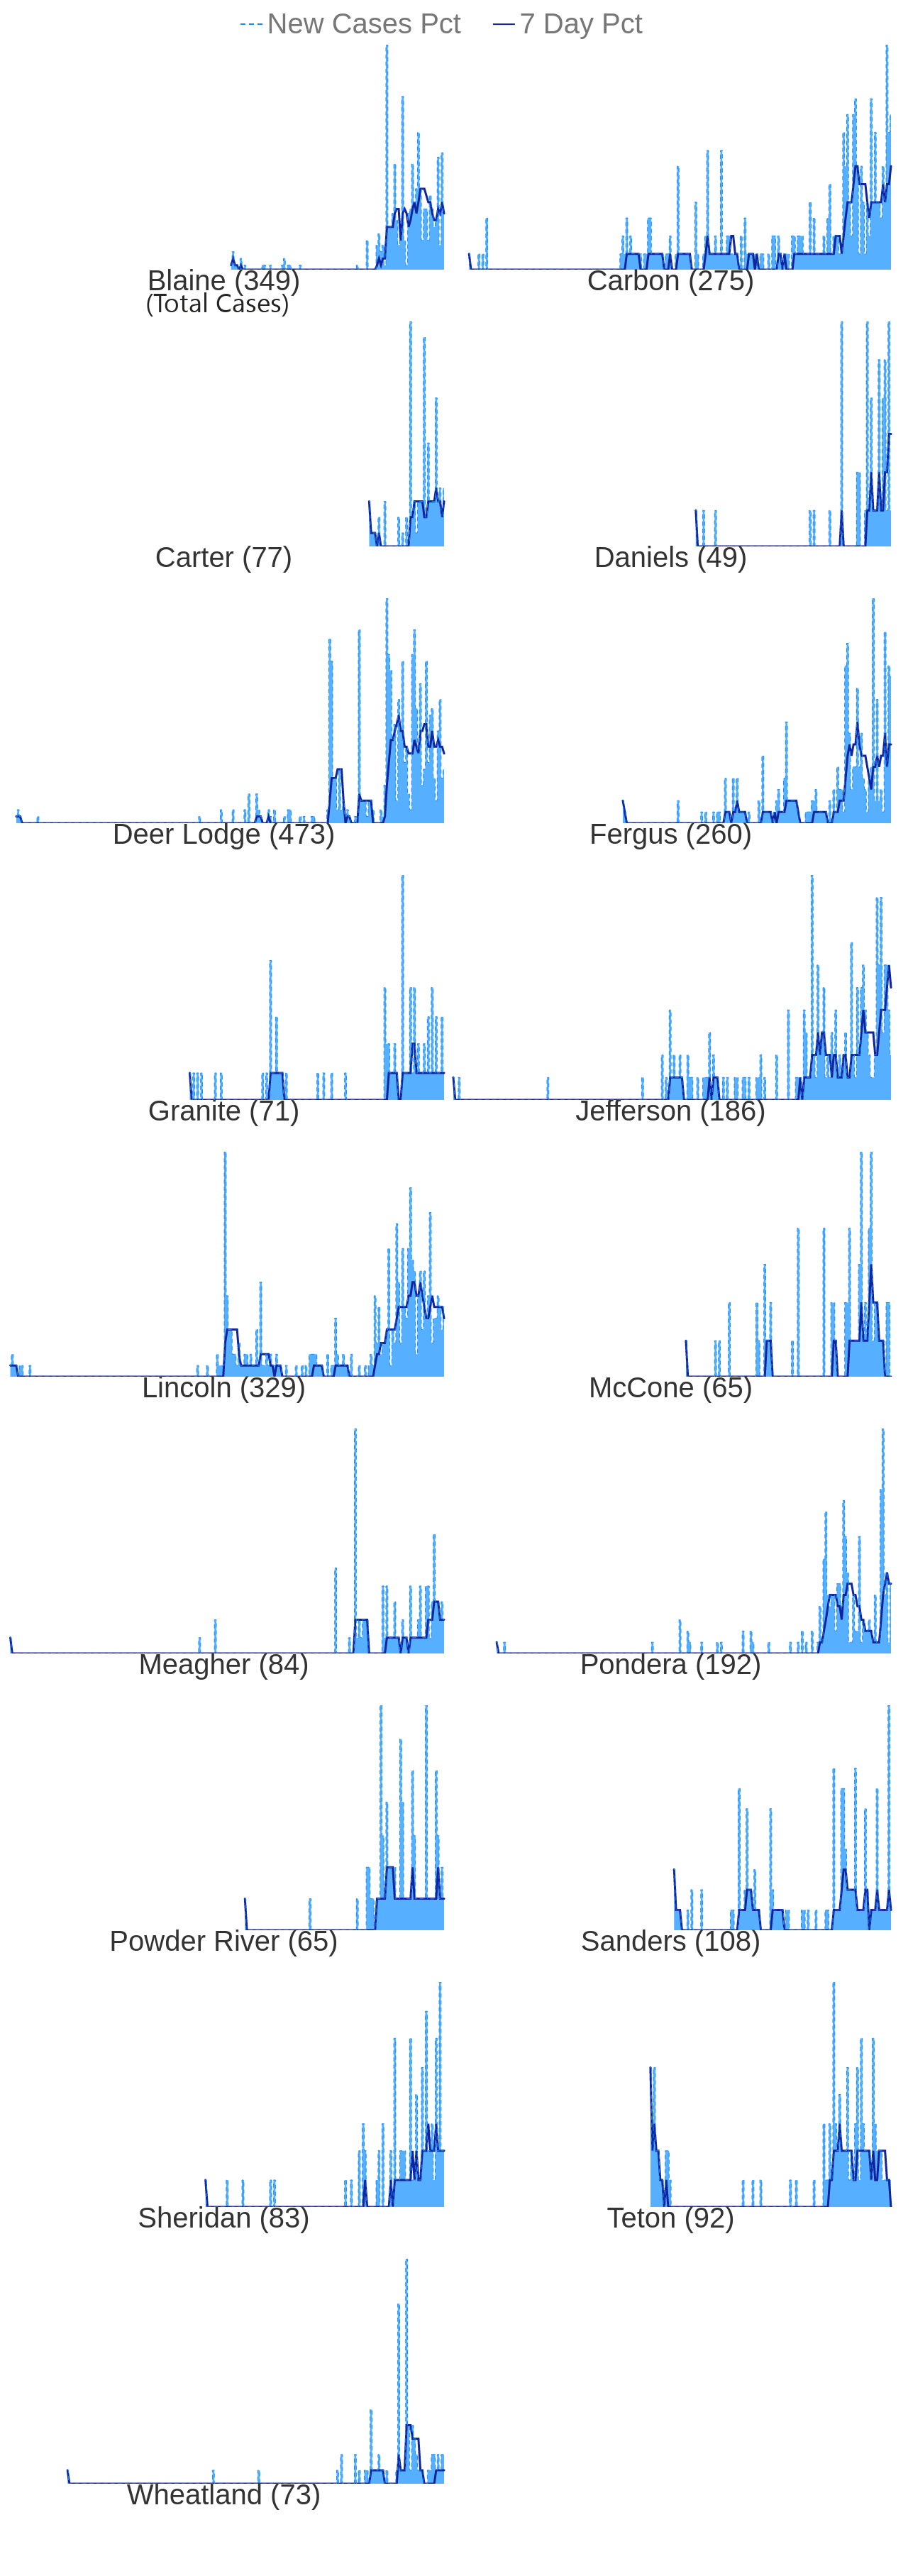 New Cases Pct 7 Day Pct
Blaine (349) Carbon (275)
(Total Cases)
Carter (77) Daniels (49)
Deer Lodge (473) Fergus (260)
Granite (71) Jefferson (186)
Lincoln (329) McCone (65)
Meagher (84) Pondera (192)
Powder River (65) Sanders (108)
Sheridan (83) Teton (92)
Wheatland (73)